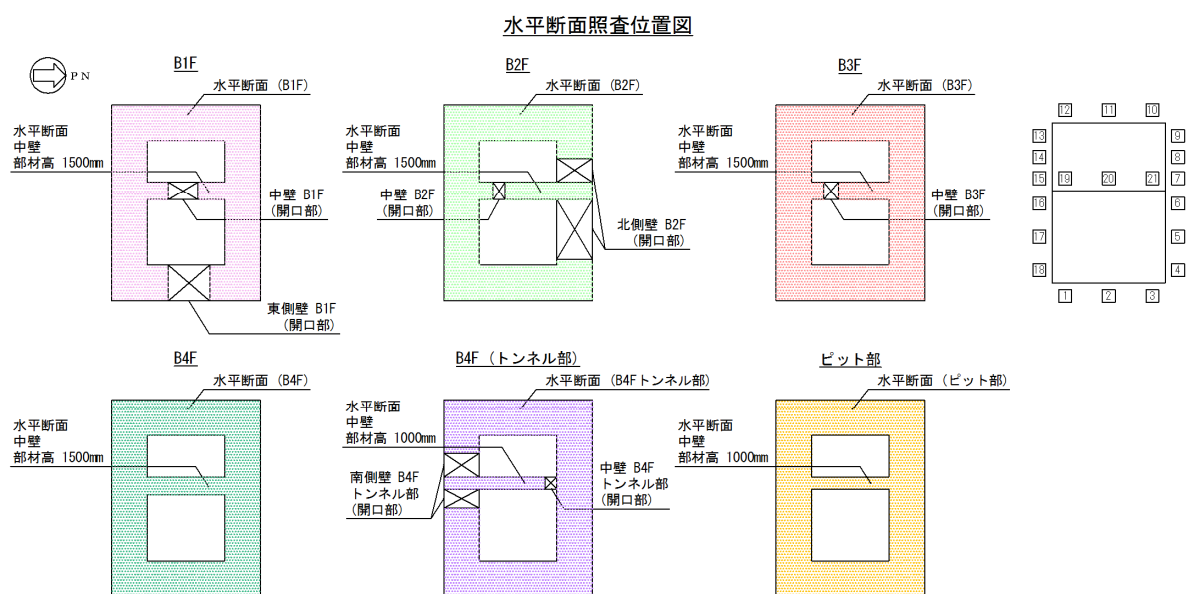 水平断面照査位置図
PN
B1F
水平断面 (B1F)
水平断面
中壁
部材高 1500mm
中壁 B1F
(開口部)
東側壁 B1F
(開口部)
B2F
水平断面 (B2F)
水平断面
中壁
部材高 1500mm
中壁 B2F
(開口部)
北側壁 B2F
(開口部)
B3F
水平断面 (B3F)
水平断面
中壁
部材高 1500mm
中壁 B3F
(開口部)
12 11 10
13 9
14 8
15 19 20 21 7
16 6
17 5
18 4
1 2 3
B4F
水平断面 (B4F)
水平断面
中壁
部材高 1500mm
B4F (トンネル部)
水平断面 (B4Fトンネル部)
水平断面
中壁
部材高 1000mm
南側壁 B4F
トンネル部
(開口部)
中壁 B4F
トンネル部
(開口部)
ピット部
水平断面 (ピット部)
水平断面
中壁
部材高 1000mm